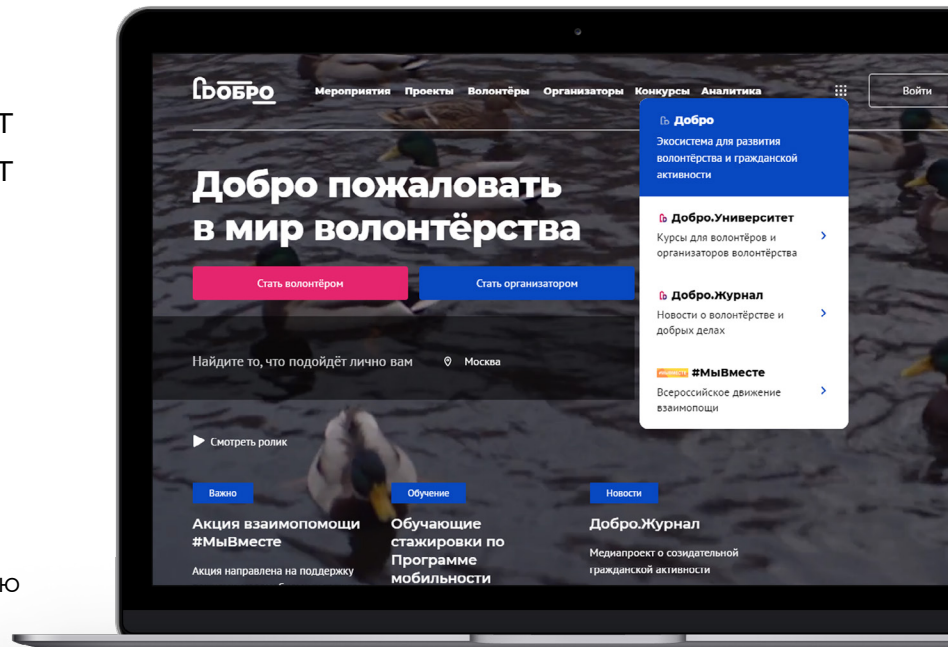 т
т
ю
ДОБРО
Мероприятия Проекты Волонтёры Организаторы Конкурсы Аналитика
Войти
Добро
Экосистема для развития
волонтёрства и гражданской
активности
Добро.Университет
Курсы для волонтёров и
организаторов волонтёрства
Добро.Журнал
Новости о волонтёрстве и
добрых делах
#МыВместе
Всероссийское движение
взаимопощи
Добро пожаловать
в мир волонтёрства
Стать волонтёром
Стать организатором
Найдите то, что подойдёт лично вам
Москва
Смотреть ролик
Важно
Акция взаимопомощи
#МыВместе
Акция направлена на поддержку
Обучение
Обучающие
стажировки по
Программе
мобильности
Новости
Добро.Журнал
Медиапроект о созидательной
гражданской активности